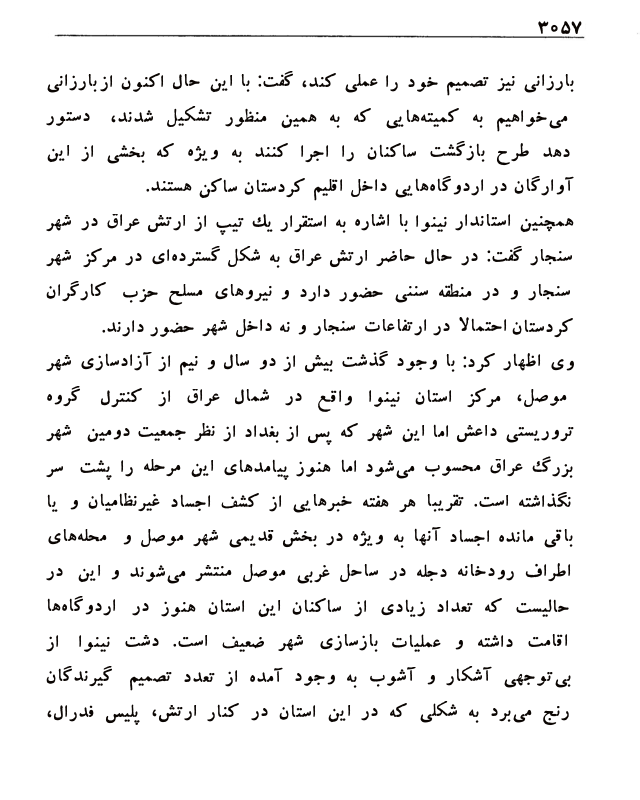 ۳۰۵۷
بارزانی نیز تصمیم خود را عملی کند، گفت: با این حال اکنون از بارزانی
می‌خواهیم به کمیته‌هایی که به همین منظور تشکیل شدند، دستور
دهد طرح بازگشت ساکنان را اجرا کنند به ویژه که بخشی از این
آوارگان در اردوگاه‌هایی داخل اقلیم کردستان ساکن هستند.
همچنین استاندار نینوا با اشاره به استقرار یك تیپ از ارتش عراق در شهر
سنجار گفت: در حال حاضر ارتش عراق به شکل گسترده‌ای در مرکز شهر
سنجار و در منطقه سننی حضور دارد و نیروهای مسلح حزب کارگران
کردستان احتمالا در ارتفاعات سنجار و نه داخل شهر حضور دارند.
وی اظهار کرد: با وجود گذشت بیش از دو سال و نیم از آزادسازی شهر
موصل، مرکز استان نینوا واقع در شمال عراق از کنترل گروه
تروریستی داعش اما این شهر که پس از بغداد از نظر جمعیت دومین شهر
بزرگ عراق محسوب می‌شود اما هنوز پیامدهای این مرحله را پشت سر
نگذاشته است. تقریبا هر هفته خبرهایی از کشف اجساد غیرنظامیان و یا
باقی مانده اجساد آنها به ویژه در بخش قدیمی شهر موصل و محله‌های
اطراف رودخانه دجله در ساحل غربی موصل منتشر می‌شوند و این در
حالیست که تعداد زیادی از ساکنان این استان هنوز در اردوگاه‌ها
اقامت داشته و عملیات بازسازی شهر ضعیف است. دشت نینوا از
بی‌توجهی آشکار و آشوب به وجود آمده از تعدد تصمیم گیرندگان
رنج می‌برد به شکلی که در این استان در کنار ارتش، پلیس فدرال،